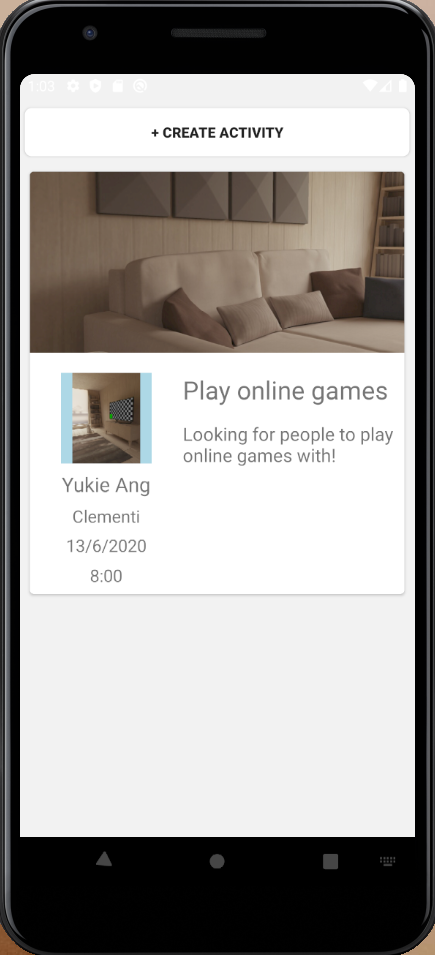 1:03
+ CREATE ACTIVITY
Play online games
Looking for people to play
online games with!
Yukie Ang
Clementi
13/6/2020
8:00